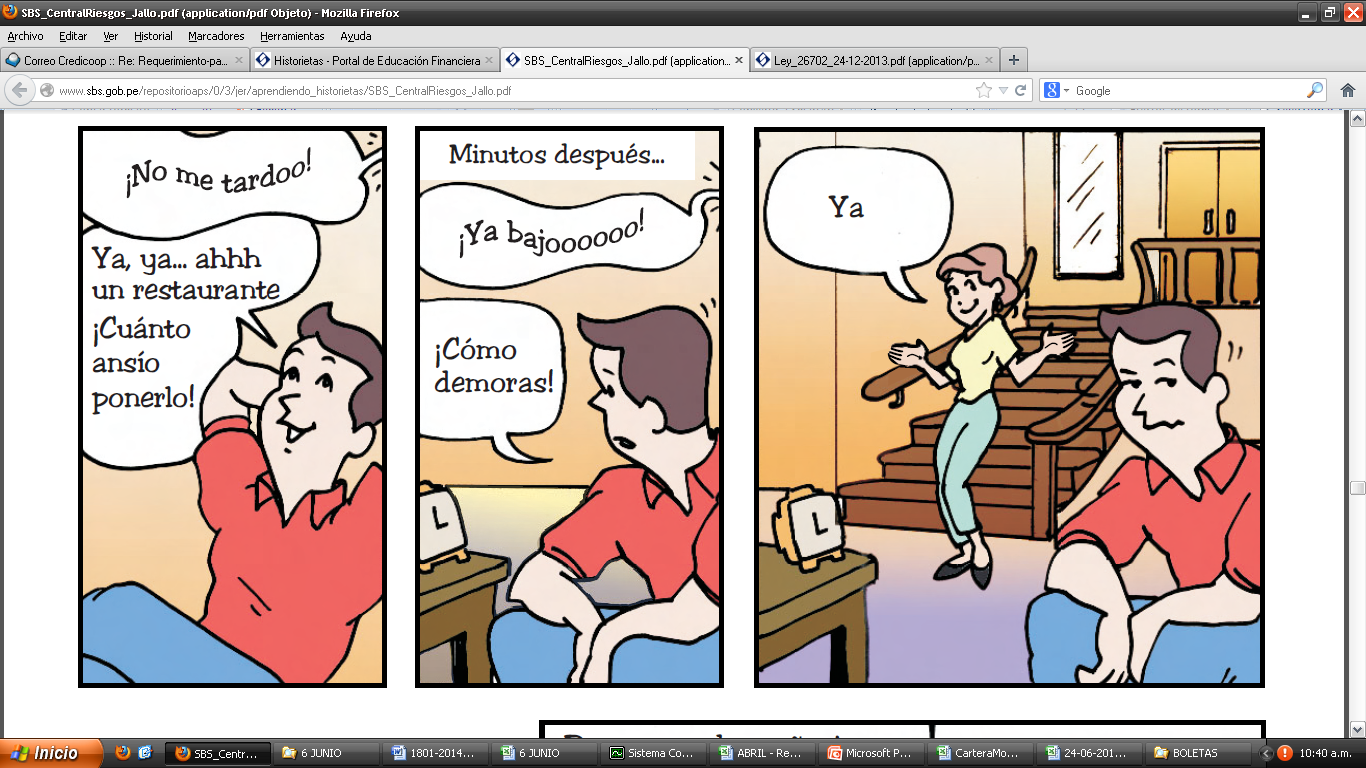 SBS_CentralRiesgos_Jallo.pdf (application/pdf Objeto) - Mozilla Firefox
Archivo Editar Ver Historial Marcadores Herramientas Ayuda
Correo Credicoop :: Re: Requerimiento-pa...
Historietas - Portal de Educación Financiera
SBS_CentralRiesgos_Jallo.pdf (application...
Ley_26702_24-12-2013.pdf (application/p...
www.sbs.gob.pe/repositorioaps/0/3/jer/aprendiendo_historietas/SBS_CentralRiesgos_Jallo.pdf
Google
¡No me tardoo!
Ya, ya... ahhh
un restaurante
¡Cuánto
ansío
ponerlo!
Minutos después...
¡Ya bajoooooo!
¡Cómo
demoras!
Ya
Inicio
SBS_Centr...
6 JUNIO
1801-2014...
6 JUNIO
Sistema Co...
ABRIL - Re...
Microsoft P...
CarteraMo...
24-06-201...
BOLETAS
10:40 a.m.